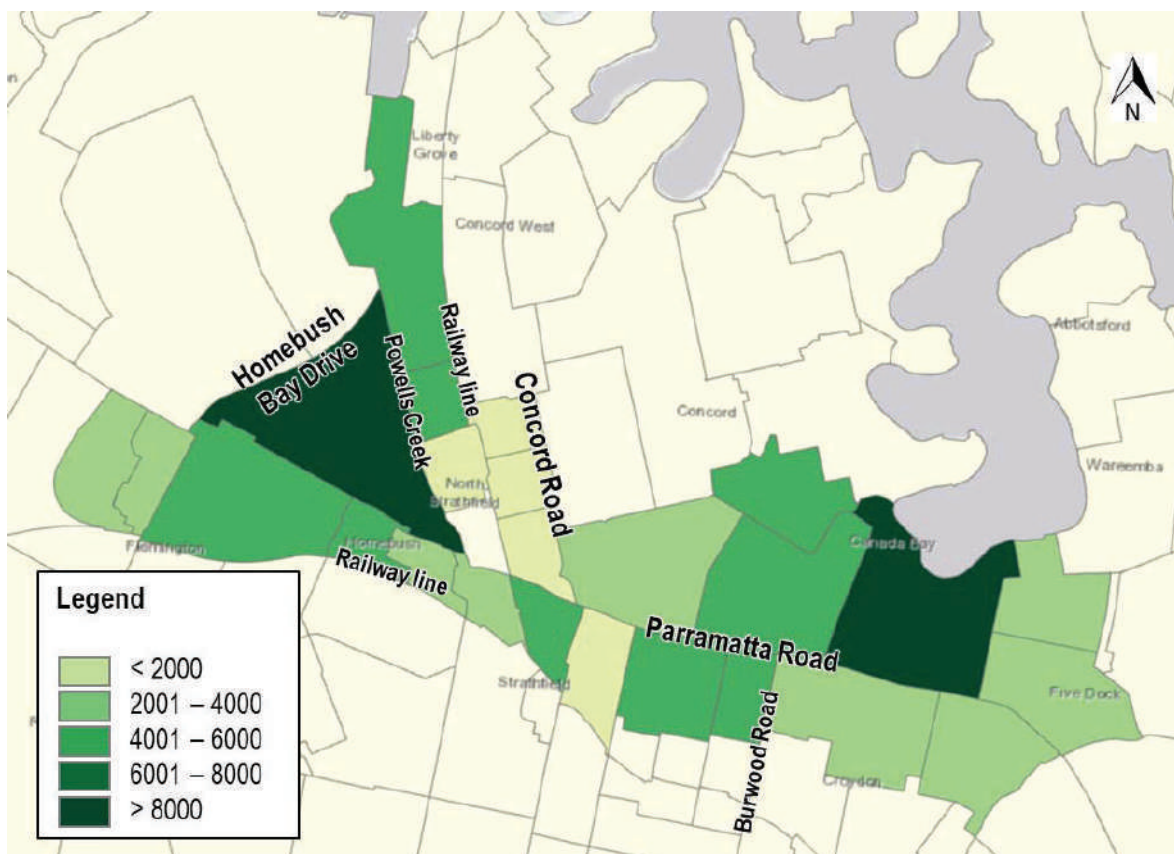 N
Liberty
Grove
Concord West
Homebush
Bay Drive
Powells Creek
Railway line
Concord Road
Abbotsford
Concord
Wareemba
North
Strathfield
Canada Bay
Flemington
Homebush
Railway line
Parramatta Road
Strathfield
Five Dock
Burwood Road
Croydon
Legend
< 2000
2001 – 4000
4001 – 6000
6001 – 8000
> 8000